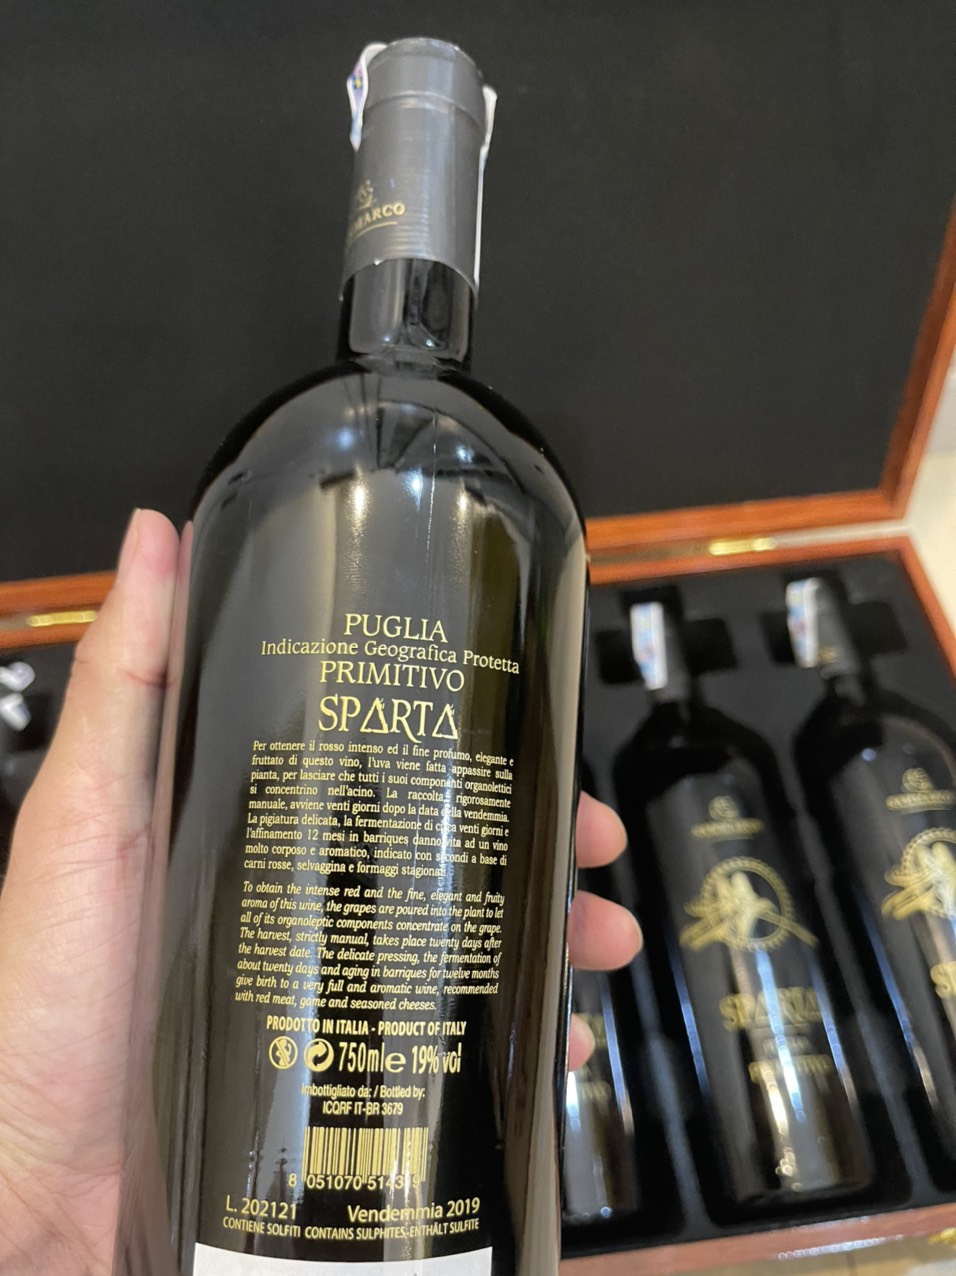 PUGLIA
Indicazione Geografica Protetta
PRIMITIVO
SPARTA
Per ottenere il rosso intenso ed il fine profumo, elegante e
fruttato di questo vino, l'uva viene fatta appassire sulla
pianta, per lasciare che tutti i suoi componenti organolettici
si concentrino nell'acino. La raccolta, rigorosamente
manuale, avviene venti giorni dopo la data della vendemmia.
La pigiatura delicata, la fermentazione di circa venti giorni e
l'affinamento 12 mesi in barriques danno vita ad un vino
molto corposo e aromatico, indicato con secondi a base di
carni rosse, selvaggina e formaggi stagionati.
To obtain the intense red and the fine, elegant and fruity
aroma of this wine, the grapes are poured into the plant to let
all of its organoleptic components concentrate on the grape.
The harvest, strictly manual, takes place twenty days after
the harvest date. The delicate pressing, the fermentation of
about twenty days and aging in barriques for twelve months
give birth to a very full and aromatic wine, recommended
with red meat, game and seasoned cheeses.
PRODOTTO IN ITALIA - PRODUCT OF ITALY
750ml e 19% vol
Imbottigliato da: / Bottled by:
ICQRF IT-BR 3679
L. 202121 Vendemmia 2019
CONTIENE SOLFITI CONTAINS SULPHITES, ENTHÄLT SULFITE
SPARTA